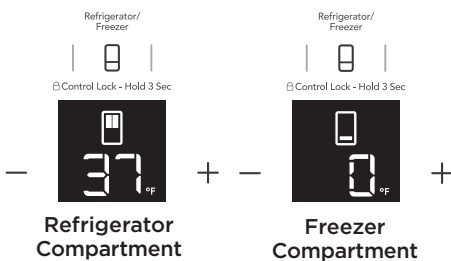 Refrigerator/
Freezer
Control Lock - Hold 3 Sec
37 °F
− +
Refrigerator
Compartment
Refrigerator/
Freezer
Control Lock - Hold 3 Sec
0 °F
− +
Freezer
Compartment